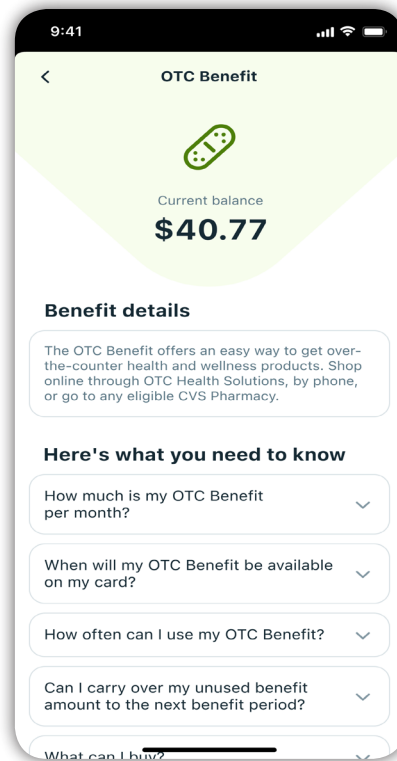 9:41
OTC Benefit
Current balance
$40.77
Benefit details
The OTC Benefit offers an easy way to get over-
the-counter health and wellness products. Shop
online through OTC Health Solutions, by phone,
or go to any eligible CVS Pharmacy.
Here's what you need to know
How much is my OTC Benefit
per month?
When will my OTC Benefit be available
on my card?
How often can I use my OTC Benefit?
Can I carry over my unused benefit
amount to the next benefit period?
What can I buy?